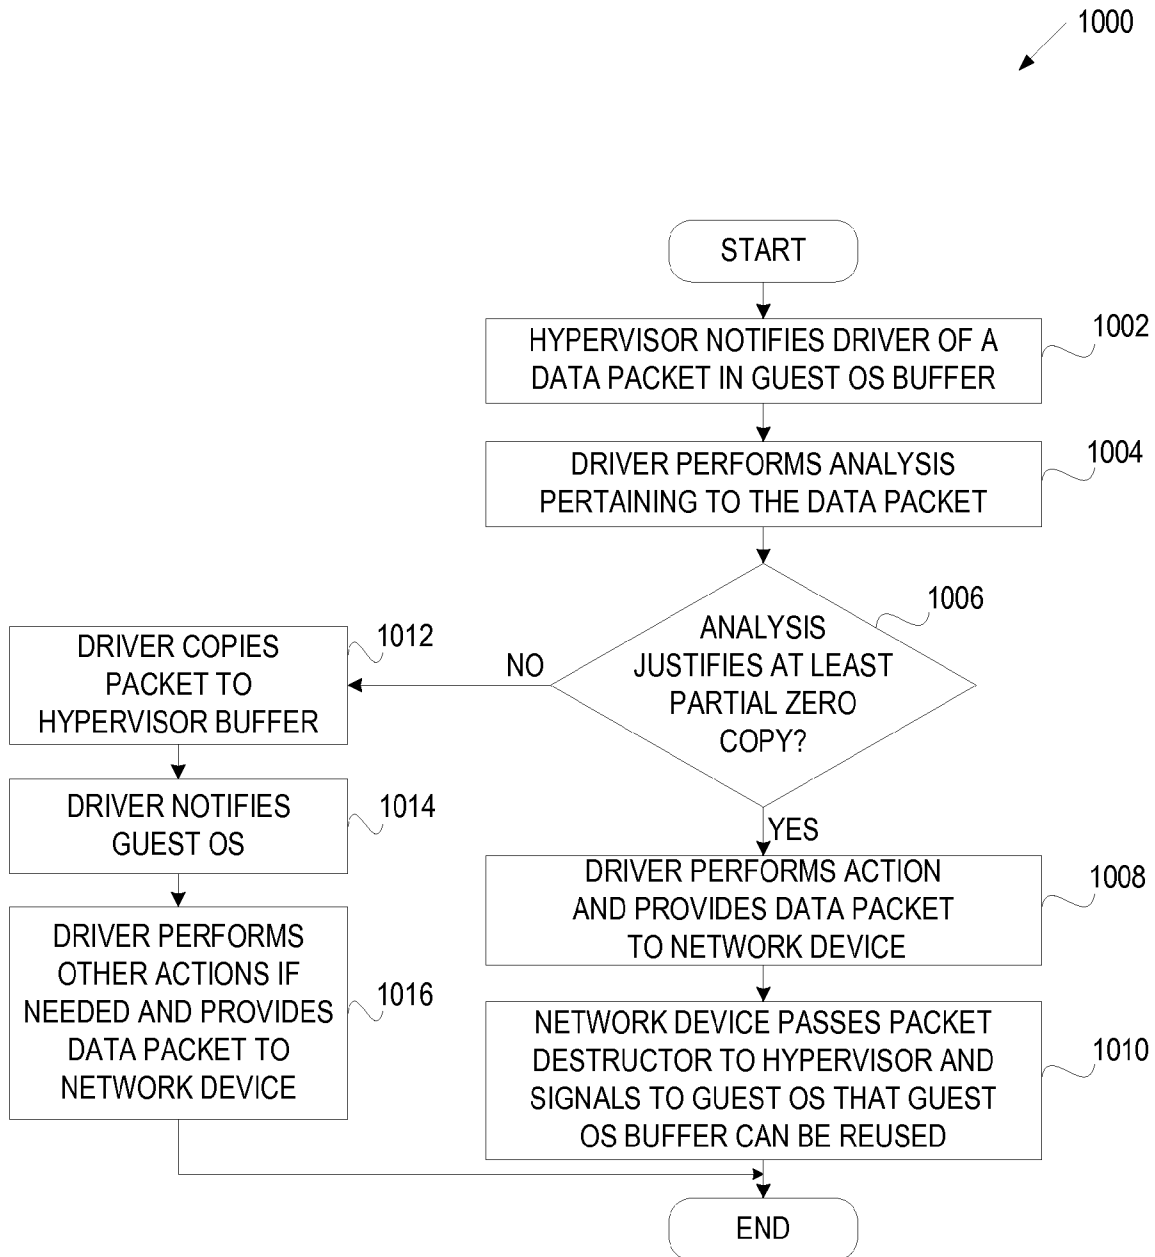 1000
START
HYPERVISOR NOTIFIES DRIVER OF A
DATA PACKET IN GUEST OS BUFFER
1002
DRIVER PERFORMS ANALYSIS
PERTAINING TO THE DATA PACKET
1004
ANALYSIS
JUSTIFIES AT LEAST
PARTIAL ZERO
COPY?
1006
NO
DRIVER COPIES
PACKET TO
HYPERVISOR BUFFER
1012
DRIVER NOTIFIES
GUEST OS
1014
DRIVER PERFORMS
OTHER ACTIONS IF
NEEDED AND PROVIDES
DATA PACKET TO
NETWORK DEVICE
1016
YES
DRIVER PERFORMS ACTION
AND PROVIDES DATA PACKET
TO NETWORK DEVICE
1008
NETWORK DEVICE PASSES PACKET
DESTRUCTOR TO HYPERVISOR AND
SIGNALS TO GUEST OS THAT GUEST
OS BUFFER CAN BE REUSED
1010
END